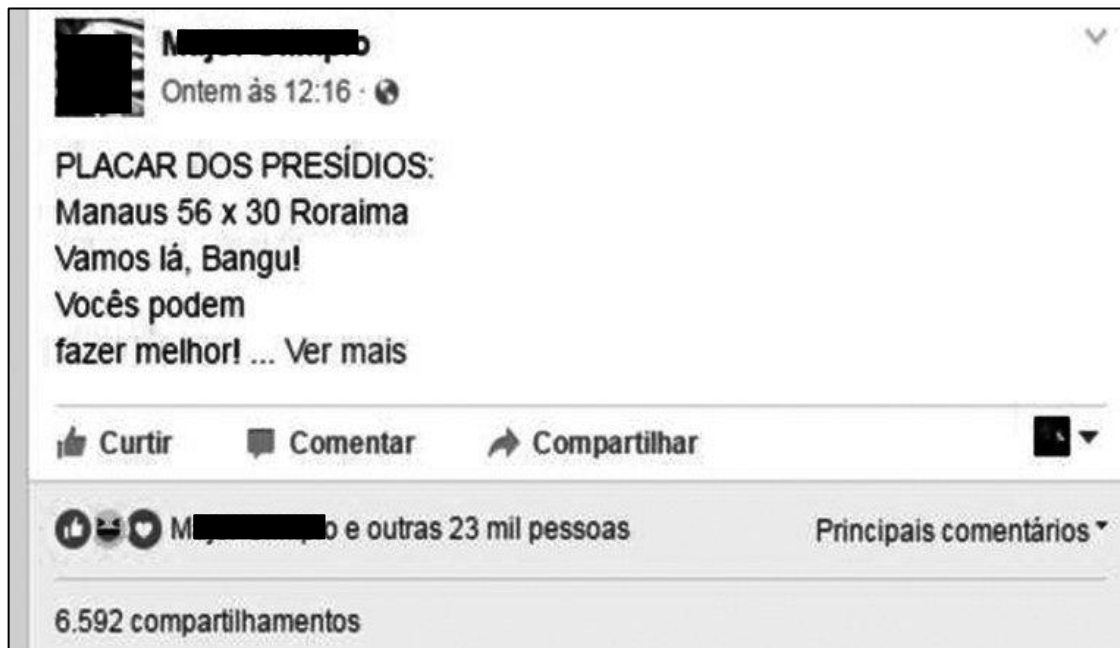 Ontem às 12:16
PLACAR DOS PRESÍDIOS:
Manaus 56 x 30 Roraima
Vamos lá, Bangu!
Vocês podem
fazer melhor! ... Ver mais
Curtir Comentar Compartilhar
e outras 23 mil pessoas Principais comentários
6.592 compartilhamentos